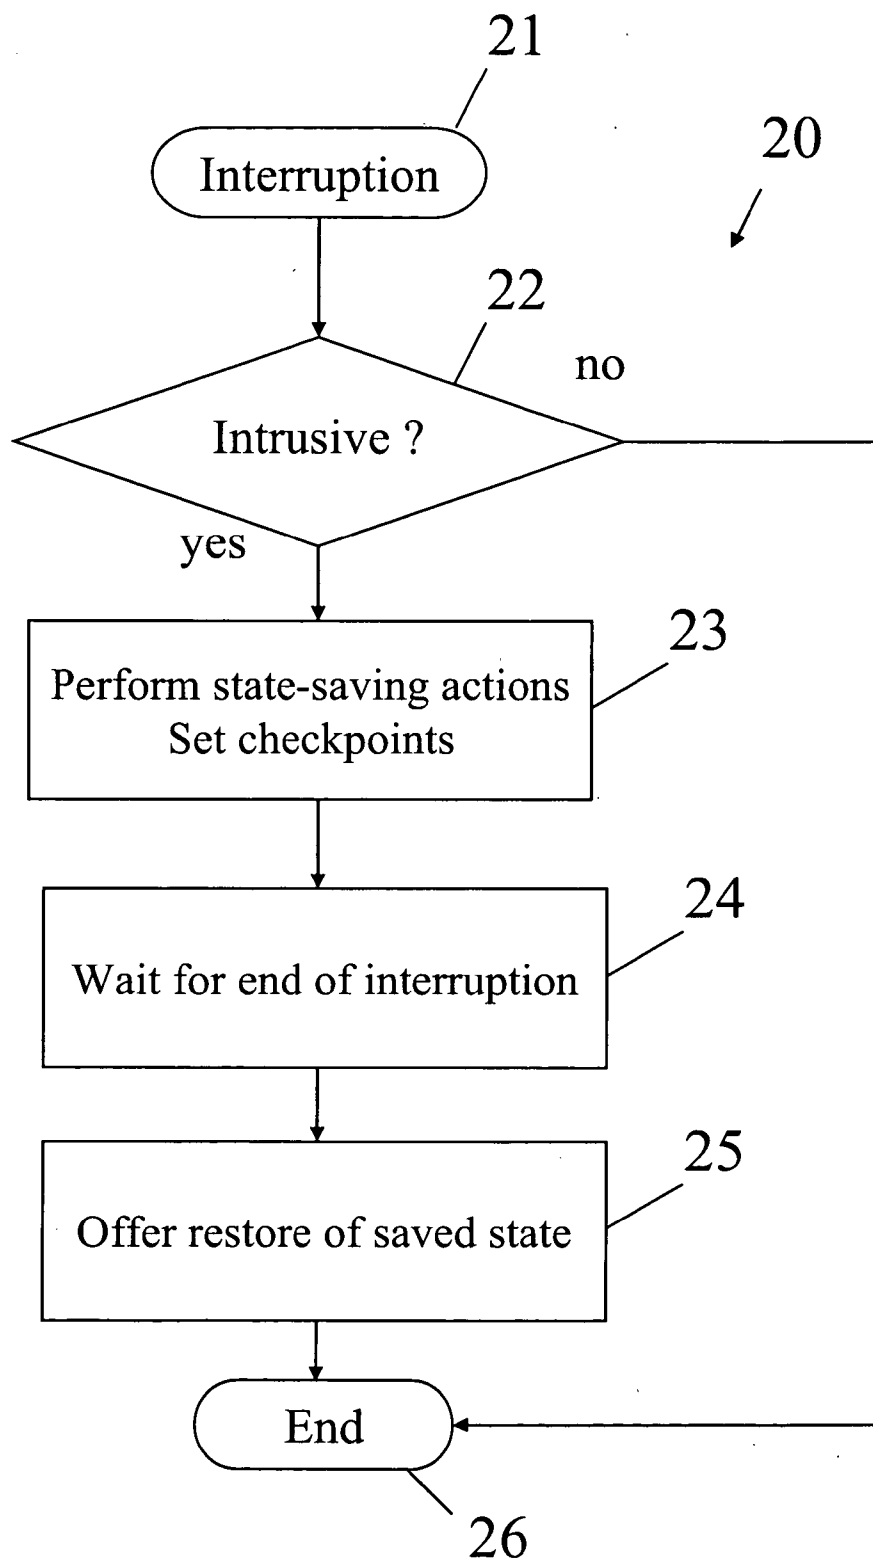 21
Interruption
20
22
no
Intrusive ?
yes
23
Perform state-saving actions
Set checkpoints
24
Wait for end of interruption
25
Offer restore of saved state
End
26